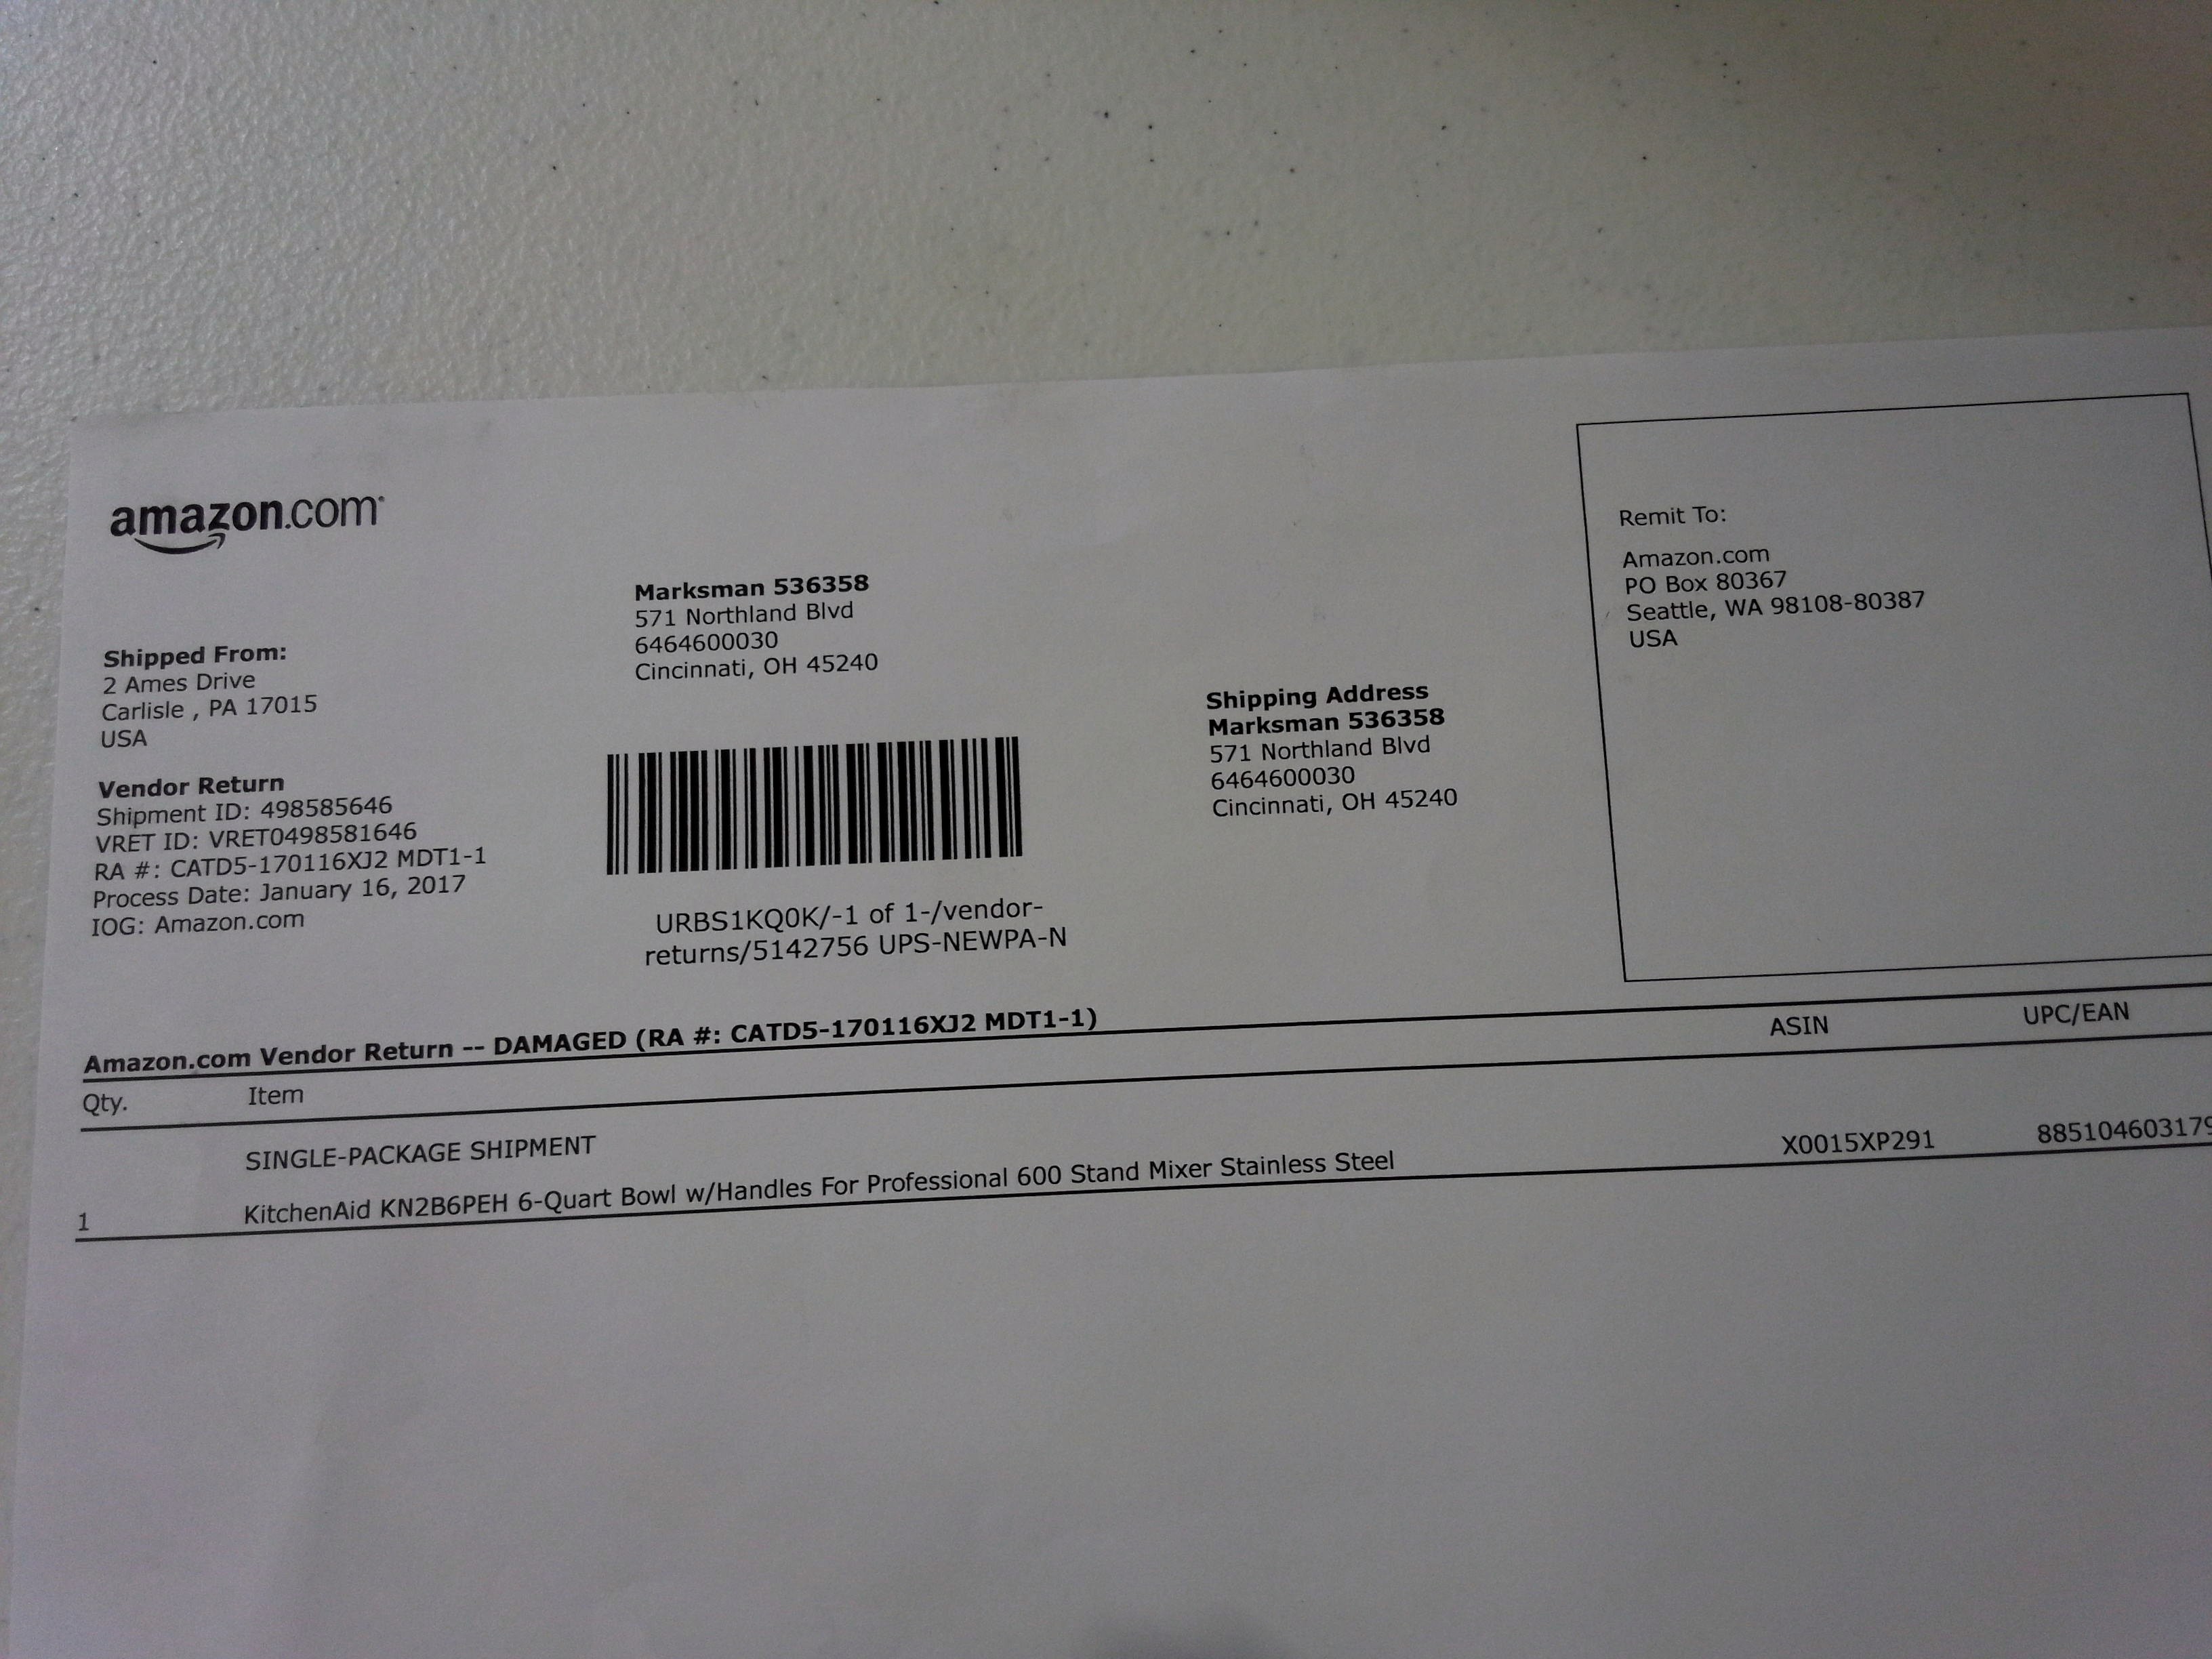 amazon.com
Marksman 536358
571 Northland Blvd
6464600030
Cincinnati, OH 45240
Shipped From:
2 Ames Drive
Carlisle , PA 17015
USA
Vendor Return
Shipment ID: 498585646
VRET ID: VRET0498581646
RA #: CATD5-170116XJ2 MDT1-1
Process Date: January 16, 2017
IOG: Amazon.com
URBS1KQ0K/-1 of 1-/vendor-
returns/5142756 UPS-NEWPA-N
Shipping Address
Marksman 536358
571 Northland Blvd
6464600030
Cincinnati, OH 45240
Remit To:
Amazon.com
PO Box 80367
Seattle, WA 98108-80387
USA
Amazon.com Vendor Return -- DAMAGED (RA #: CATD5-170116XJ2 MDT1-1)
Qty. Item ASIN UPC/EAN
SINGLE-PACKAGE SHIPMENT
1 KitchenAid KN2B6PEH 6-Quart Bowl w/Handles For Professional 600 Stand Mixer Stainless Steel X0015XP291 885104603179